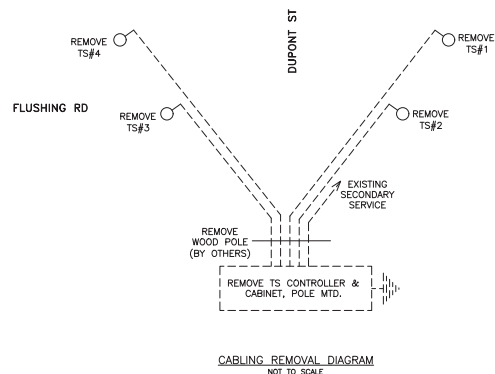 DUPONT ST
REMOVE
TS#4
REMOVE
TS#1
FLUSHING RD
REMOVE
TS#3
REMOVE
TS#2
EXISTING
SECONDARY
SERVICE
REMOVE
WOOD POLE
(BY OTHERS)
REMOVE TS CONTROLLER &
CABINET, POLE MTD.
CABLING REMOVAL DIAGRAM
NOT TO SCALE